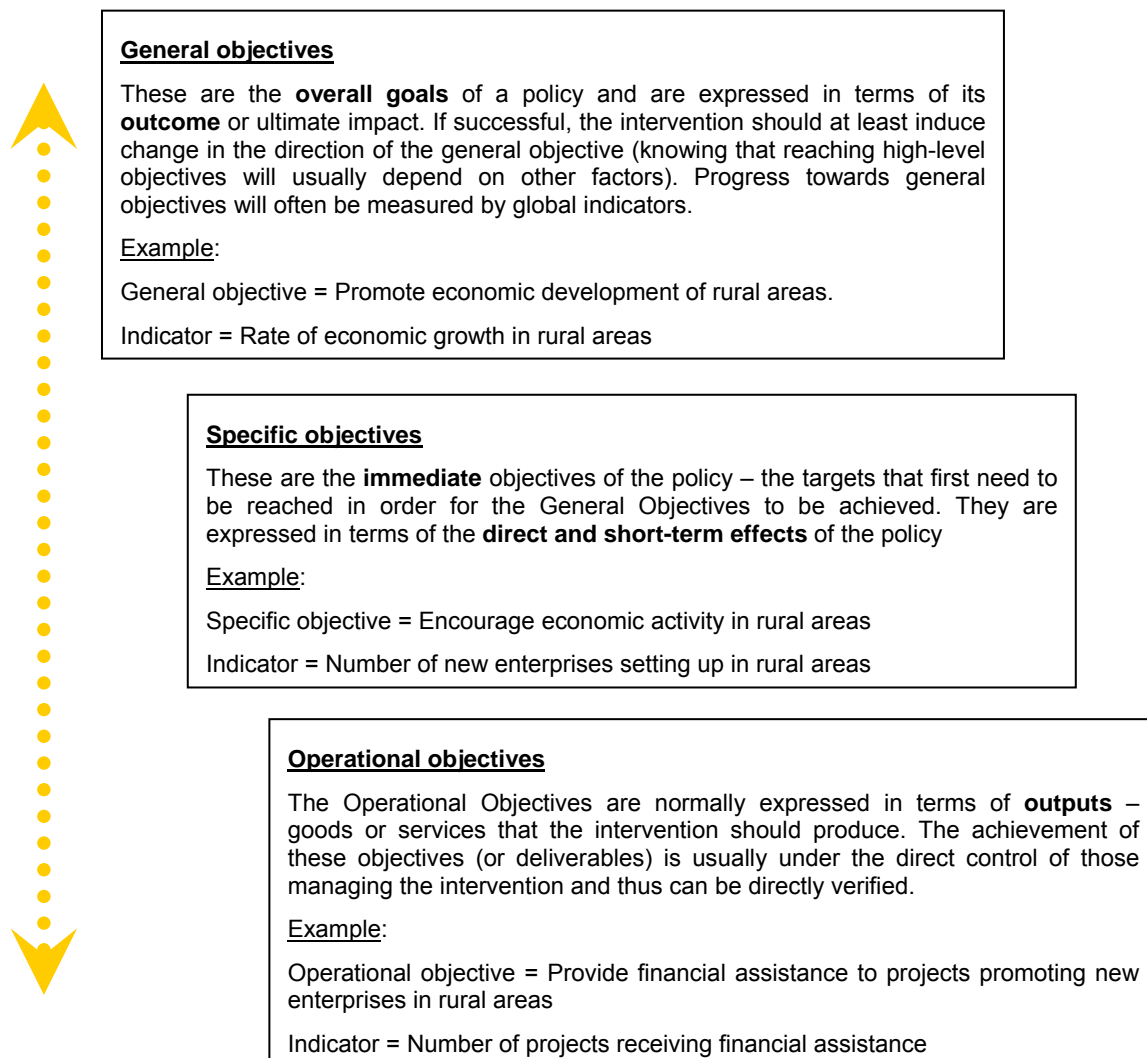 General objectives
These are the overall goals of a policy and are expressed in terms of its
outcome or ultimate impact. If successful, the intervention should at least induce
change in the direction of the general objective (knowing that reaching high-level
objectives will usually depend on other factors). Progress towards general
objectives will often be measured by global indicators.
Example:
General objective = Promote economic development of rural areas.
Indicator = Rate of economic growth in rural areas
Specific objectives
These are the immediate objectives of the policy – the targets that first need to
be reached in order for the General Objectives to be achieved. They are
expressed in terms of the direct and short-term effects of the policy
Example:
Specific objective = Encourage economic activity in rural areas
Indicator = Number of new enterprises setting up in rural areas
Operational objectives
The Operational Objectives are normally expressed in terms of outputs –
goods or services that the intervention should produce. The achievement of
these objectives (or deliverables) is usually under the direct control of those
managing the intervention and thus can be directly verified.
Example:
Operational objective = Provide financial assistance to projects promoting new
enterprises in rural areas
Indicator = Number of projects receiving financial assistance